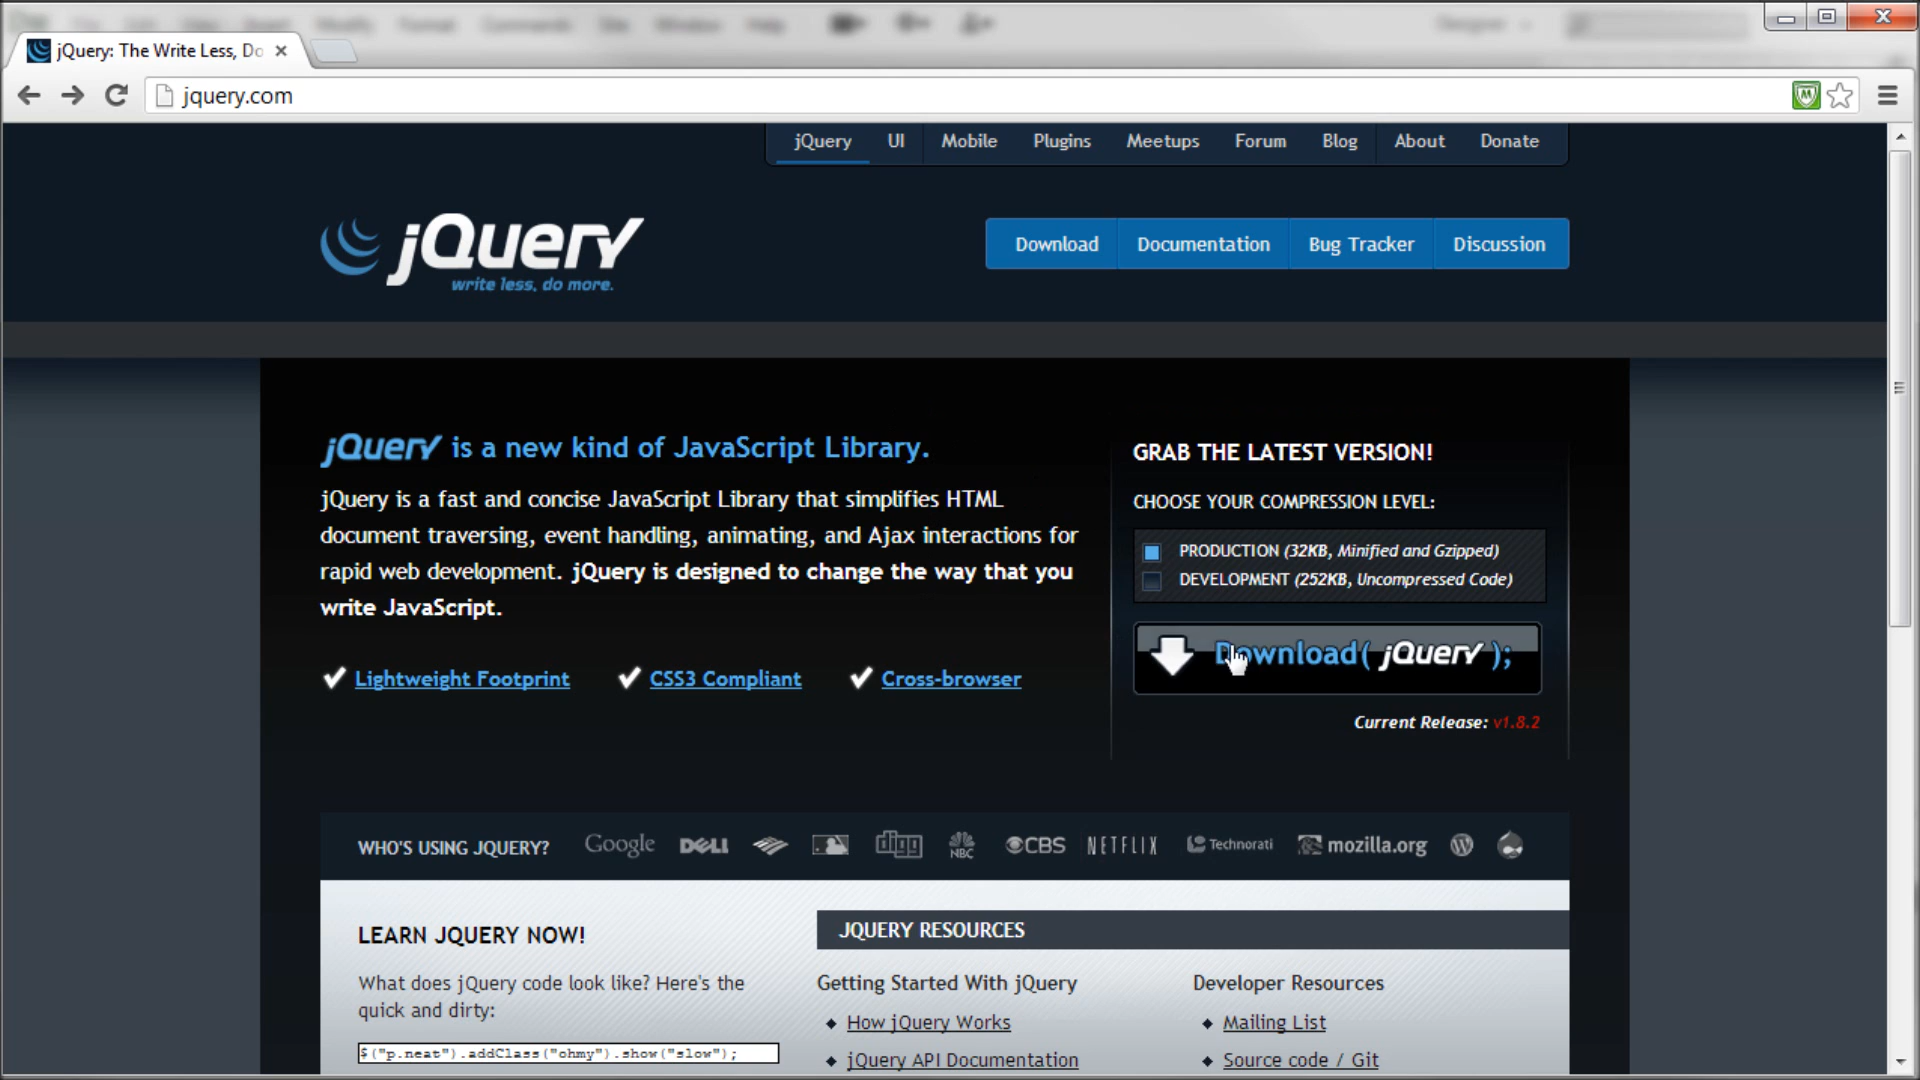 jQuery: The Write Less, Do
jquery.com
jQuery UI Mobile Plugins Meetups Forum Blog About Donate
jQuery
write less, do more.
Download Documentation Bug Tracker Discussion
jQuery is a new kind of JavaScript Library.
jQuery is a fast and concise JavaScript Library that simplifies HTML
document traversing, event handling, animating, and Ajax interactions for
rapid web development. jQuery is designed to change the way that you
write JavaScript.
Lightweight Footprint CSS3 Compliant Cross-browser
GRAB THE LATEST VERSION!
CHOOSE YOUR COMPRESSION LEVEL:
PRODUCTION (32KB, Minified and Gzipped)
DEVELOPMENT (252KB, Uncompressed Code)
Download( jQuery );
Current Release: v1.8.2
WHO'S USING JQUERY? Google DELL digg NBC CBS NETFLIX Technorati mozilla.org
LEARN JQUERY NOW!
What does jQuery code look like? Here's the
quick and dirty:
$("p.neat").addClass("ohmy").show("slow");
JQUERY RESOURCES
Getting Started With jQuery
How jQuery Works
jQuery API Documentation
Developer Resources
Mailing List
Source code / Git